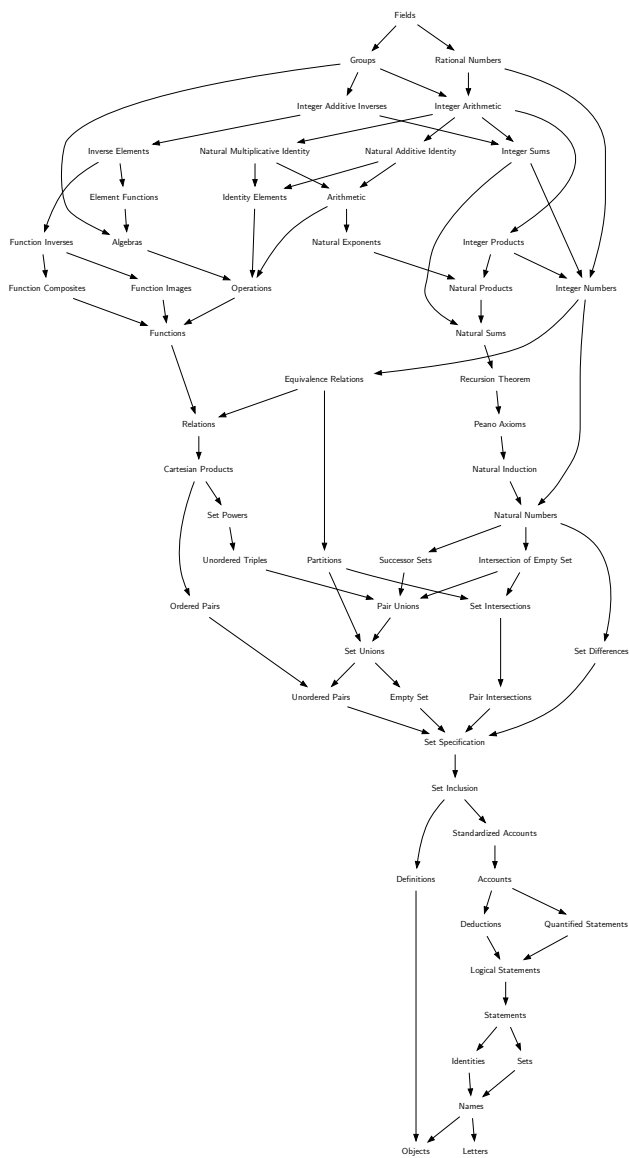 Fields
Groups
Rational Numbers
Integer Additive Inverses
Integer Arithmetic
Inverse Elements
Natural Multiplicative Identity
Natural Additive Identity
Integer Sums
Element Functions
Identity Elements
Arithmetic
Function Inverses
Algebras
Natural Exponents
Integer Products
Function Composites
Function Images
Operations
Natural Products
Integer Numbers
Functions
Natural Sums
Equivalence Relations
Recursion Theorem
Relations
Peano Axioms
Cartesian Products
Natural Induction
Set Powers
Natural Numbers
Unordered Triples
Partitions
Successor Sets
Intersection of Empty Set
Ordered Pairs
Pair Unions
Set Intersections
Set Unions
Set Differences
Unordered Pairs
Empty Set
Pair Intersections
Set Specification
Set Inclusion
Standardized Accounts
Definitions
Accounts
Deductions
Quantified Statements
Logical Statements
Statements
Identities
Sets
Names
Objects
Letters